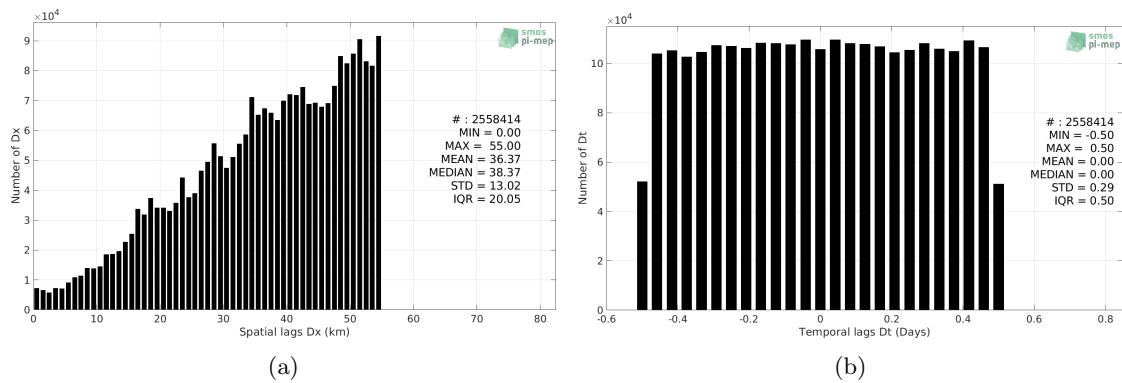 ×10⁴
smos
pi-mep
9
8
7
6
5
4
3
2
1
0
Number of Dx
# : 2558414
MIN = 0.00
MAX = 55.00
MEAN = 36.37
MEDIAN = 38.37
STD = 13.02
IQR = 20.05
0 10 20 30 40 50 60 70 80
Spatial lags Dx (km)
(a)
×10⁴
smos
pi-mep
10
8
6
4
2
0
Number of Dt
# : 2558414
MIN = -0.50
MAX = 0.50
MEAN = 0.00
MEDIAN = 0.00
STD = 0.29
IQR = 0.50
-0.6 -0.4 -0.2 0 0.2 0.4 0.6 0.8
Temporal lags Dt (Days)
(b)